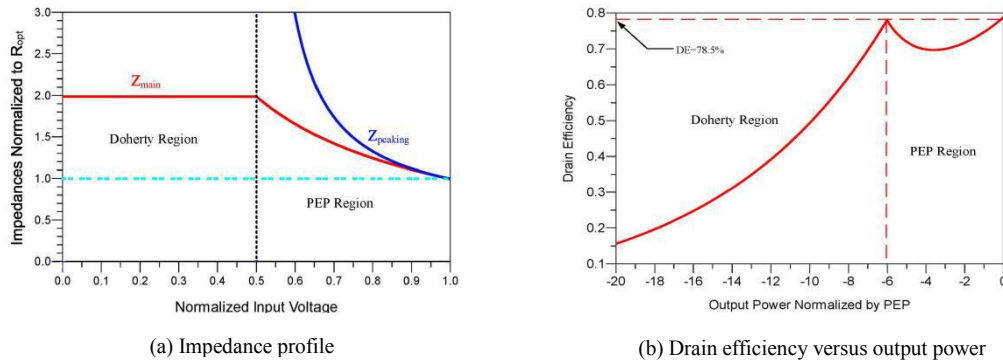 Impedances Normalized to Ropt
3.0
2.5
2.0
1.5
1.0
0.5
0.0
Zmain
Zpeaking
Doherty Region
PEP Region
0.0 0.1 0.2 0.3 0.4 0.5 0.6 0.7 0.8 0.9 1.0
Normalized Input Voltage
(a) Impedance profile
Drain Efficiency
0.8
0.7
0.6
0.5
0.4
0.3
0.2
0.1
DE=78.5%
Doherty Region
PEP Region
-20 -18 -16 -14 -12 -10 -8 -6 -4 -2 0
Output Power Normalized by PEP
(b) Drain efficiency versus output power